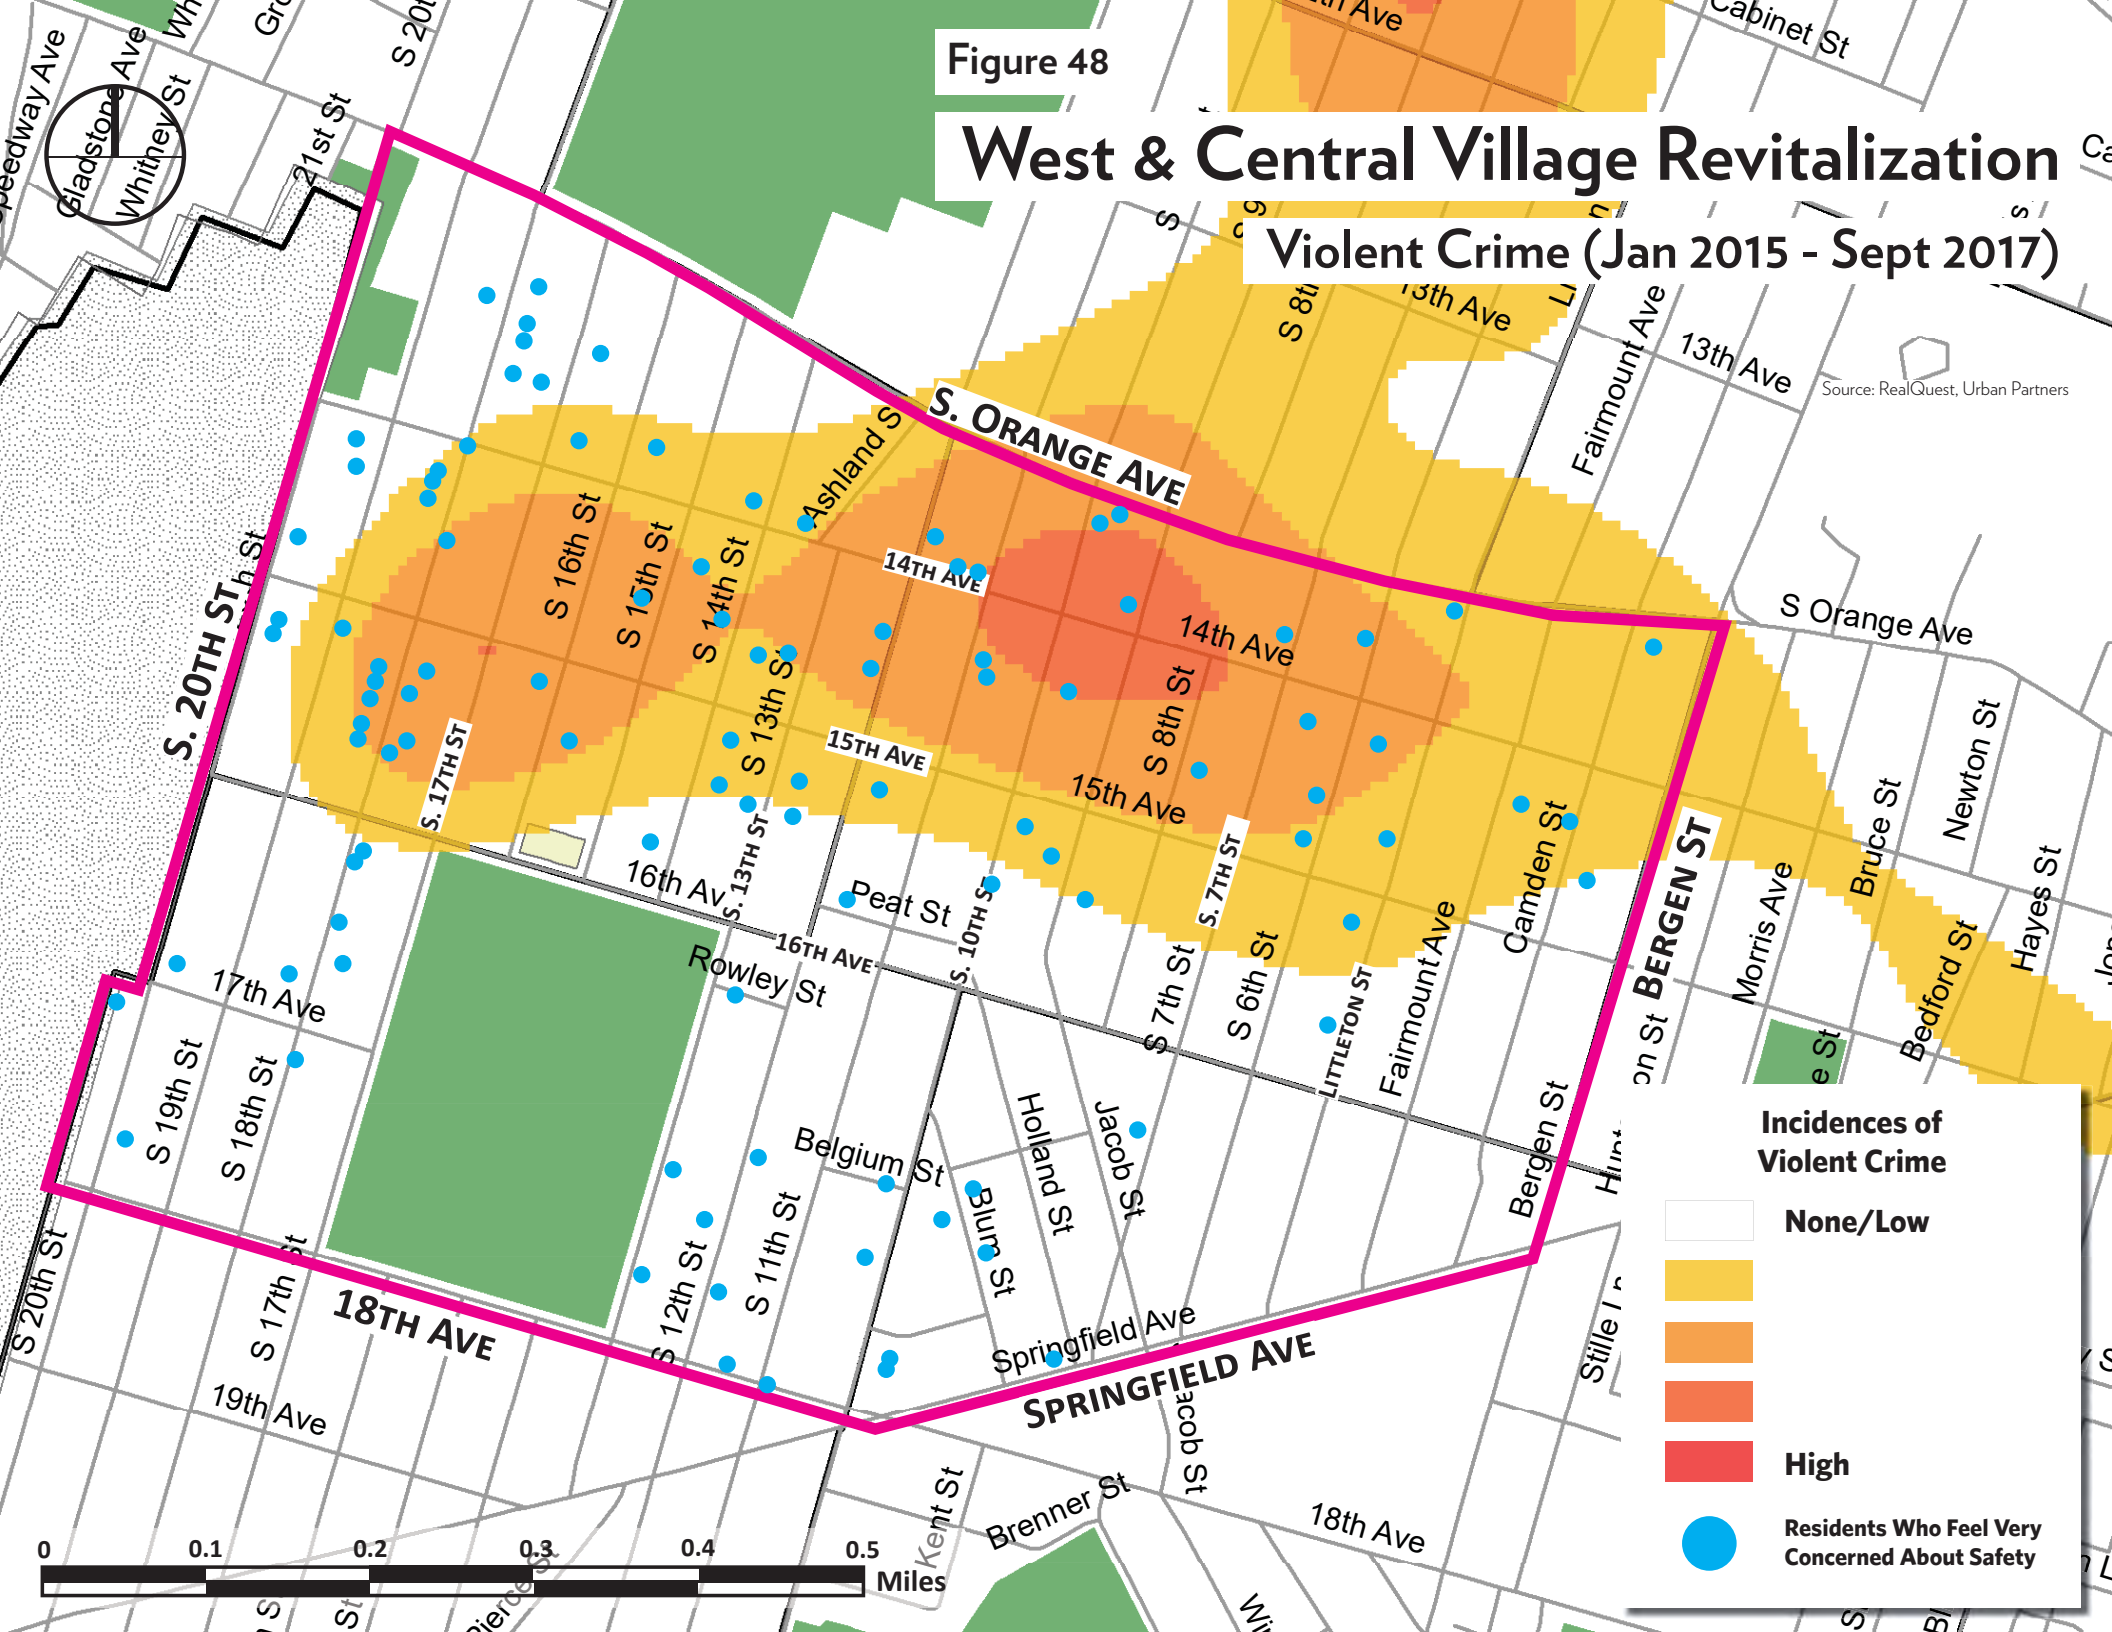 Figure 48
West & Central Village Revitalization
Violent Crime (Jan 2015 - Sept 2017)
Source: RealQuest, Urban Partners
Cabinet St
Gladstone Ave
Whitney St
21st St
13th Ave
13th Ave
Fairmount Ave
S. ORANGE AVE
Ashland S
S Orange Ave
S. 20TH ST
S 16th St
S 15th St
S 14th St
14TH AVE
14th Ave
S 13th St
S 8th St
15TH AVE
15th Ave
S. 17TH ST
S. 13TH ST
S. 7TH ST
Camden St
BERGEN ST
Newton St
Bruce St
Hayes St
Morris Ave
Bedford St
16th Av
Peat St
16TH AVE
Rowley St
S. 10TH S
S 7th St
S 6th St
LITTLETON ST
Fairmount Ave
17th Ave
S 19th St
S 18th St
Belgium St
Holland St
Jacob St
Blum St
Bergen St
S 20th St
S 17th St
18TH AVE
S 12th St
S 11th St
Springfield Ave
SPRINGFIELD AVE
19th Ave
Kent St
Brenner St
18th Ave
Incidences of
Violent Crime
None/Low
High
Residents Who Feel Very
Concerned About Safety
0 0.1 0.2 0.3 0.4 0.5
Miles